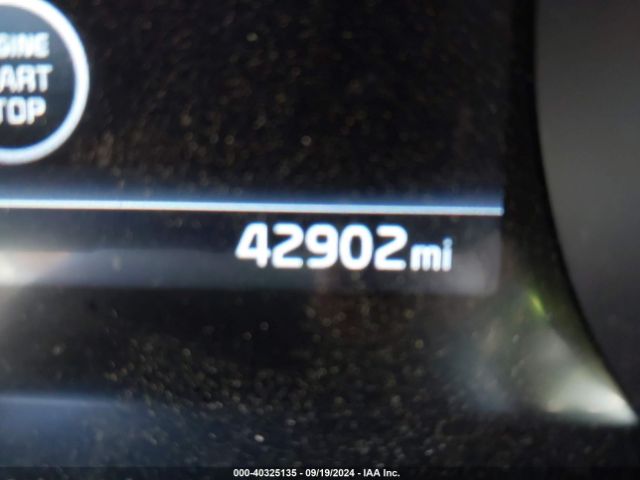 GINE
ART
TOP
42902mi
000-40325135 - 09/19/2024 - IAA Inc.